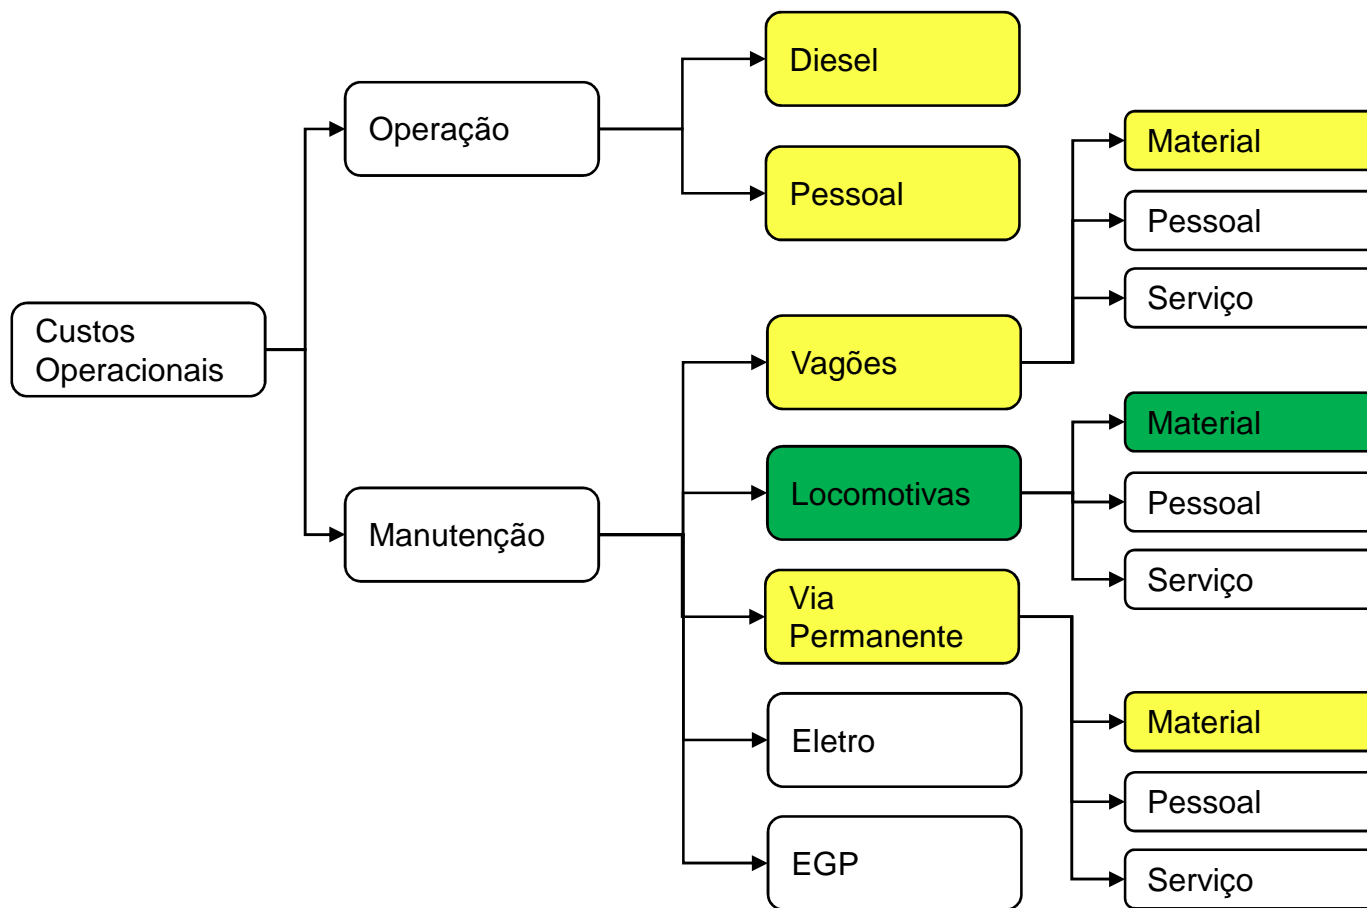 Custos
Operacionais
Operação
Diesel
Pessoal
Manutenção
Vagões
Material
Pessoal
Serviço
Locomotivas
Material
Pessoal
Serviço
Via
Permanente
Material
Pessoal
Serviço
Eletro
EGP